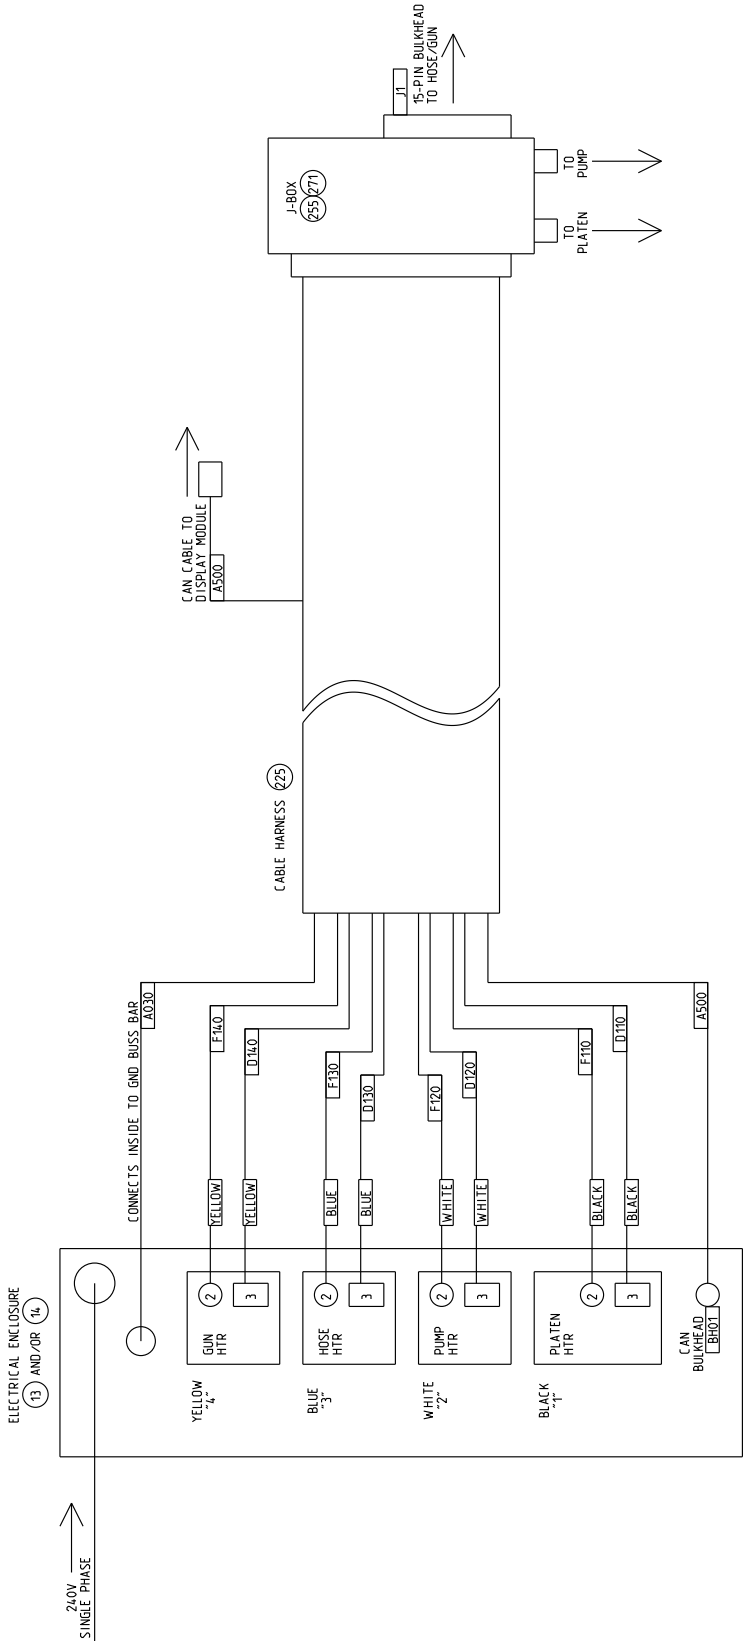 240V
SINGLE PHASE
ELECTRICAL ENCLOSURE
13 AND/OR 14
CONNECTS INSIDE TO GND BUSS BAR
A030
YELLOW
"4"
GUN
HTR
2
3
YELLOW
YELLOW
F140
D140
BLUE
"3"
HOSE
HTR
2
3
BLUE
BLUE
F130
D130
WHITE
"2"
PUMP
HTR
2
3
WHITE
WHITE
F120
D120
BLACK
"1"
PLATEN
HTR
2
3
BLACK
BLACK
F110
D110
CAN
BULKHEAD
BH01
A500
CABLE HARNESS 225
CAN CABLE TO
DISPLAY MODULE
A500
J-BOX
255 271
J1
15-PIN BULKHEAD
TO HOSE/GUN
TO
PLATEN
TO
PUMP